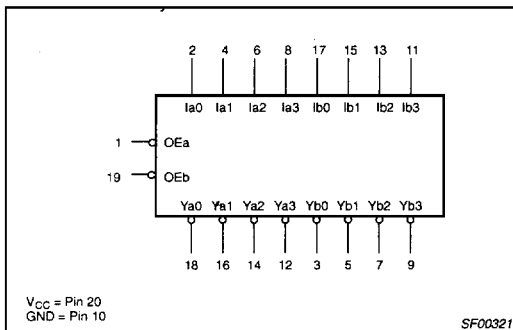 2 4 6 8 17 15 13 11
Ia0 Ia1 Ia2 Ia3 Ib0 Ib1 Ib2 Ib3
1 OEa
19 OEb
Ya0 Ya1 Ya2 Ya3 Yb0 Yb1 Yb2 Yb3
18 16 14 12 3 5 7 9
VCC = Pin 20
GND = Pin 10
SF00321